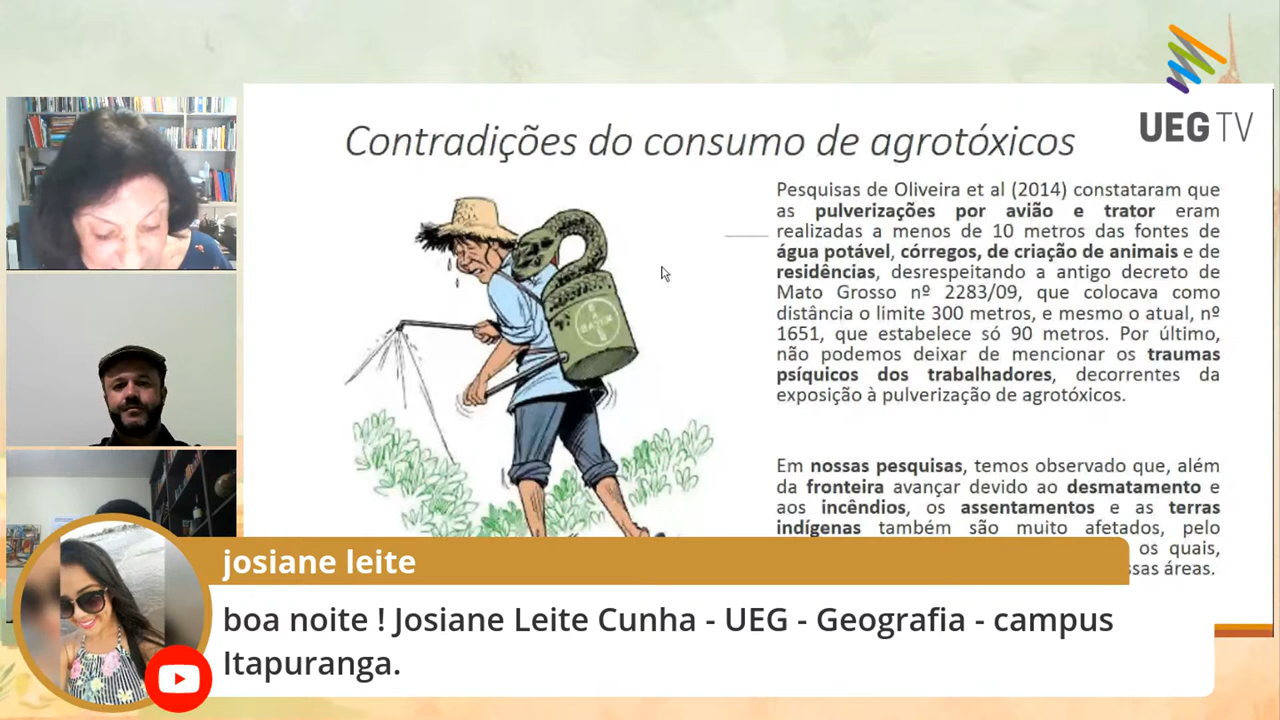 UEG TV
Contradições do consumo de agrotóxicos
Pesquisas de Oliveira et al (2014) constataram que
as pulverizações por avião e trator eram
realizadas a menos de 10 metros das fontes de
água potável, córregos, de criação de animais e de
residências, desrespeitando a antigo decreto de
Mato Grosso nº 2283/09, que colocava como
distância o limite 300 metros, e mesmo o atual, nº
1651, que estabelece só 90 metros. Por último,
não podemos deixar de mencionar os traumas
psíquicos dos trabalhadores, decorrentes da
exposição à pulverização de agrotóxicos.
BAYER
Em nossas pesquisas, temos observado que, além
da fronteira avançar devido ao desmatamento e
aos incêndios, os assentamentos e as terras
indígenas também são muito afetados, pelo
os quais,
áreas.
josiane leite
boa noite ! Josiane Leite Cunha - UEG - Geografia - campus
Itapuranga.